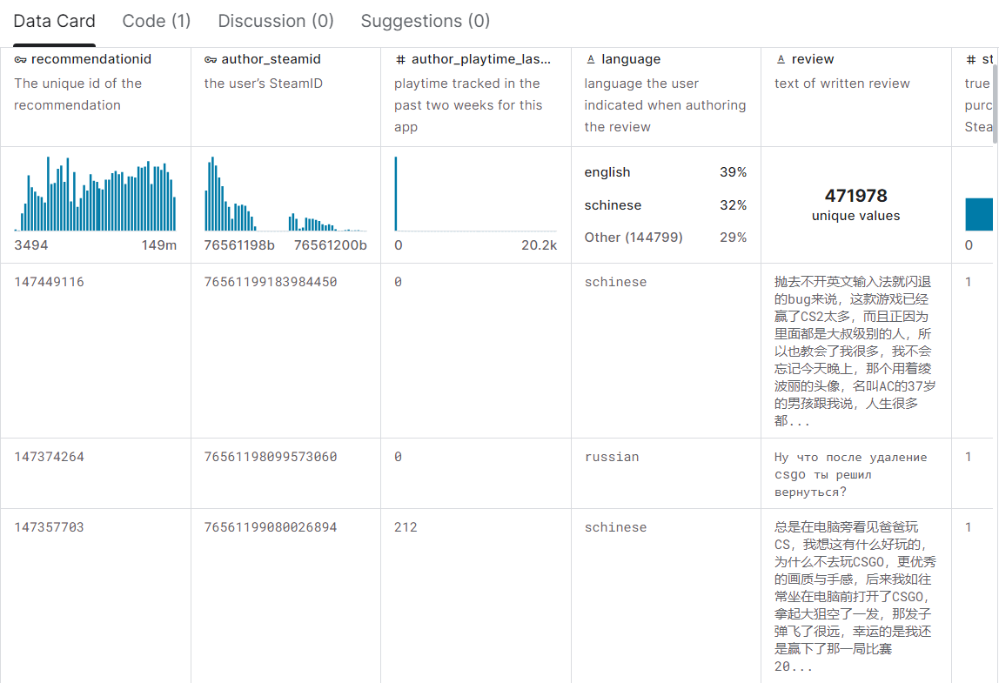 Data Card Code (1) Discussion (0) Suggestions (0)
recommendationid author_steamid # author_playtime_las... A language A review # st
The unique id of the the user's SteamID playtime tracked in the language the user text of written review true
recommendation past two weeks for this indicated when authoring purc
app the review Stea
english 39%
schinese 32%
Other (144799) 29%
471978
unique values
3494 149m 76561198b 76561200b 0 20.2k 0
147449116 76561199183984450 0 schinese 抛去不开英文输入法就闪退 1
的bug来说，这款游戏已经
赢了CS2太多，而且正因为
里面都是大叔级别的人，所
以也教会了我很多，我不会
忘记今天晚上，那个用着绫
波丽的头像，名叫AC的37岁
的男孩跟我说，人生很多
都...
147374264 76561198099573060 0 russian Ну что после удаление 1
csgo ты решил
вернуться?
147357703 76561199080026894 212 schinese 总是在电脑旁看见爸爸玩 1
CS，我想这有什么好玩的，
为什么不去玩CSGO，更优秀
的画质与手感，后来我如往
常坐在电脑前打开了CSGO，
拿起大狙空了一发，那发子
弹飞了很远，幸运的是我还
是赢下了那一局比赛
20...